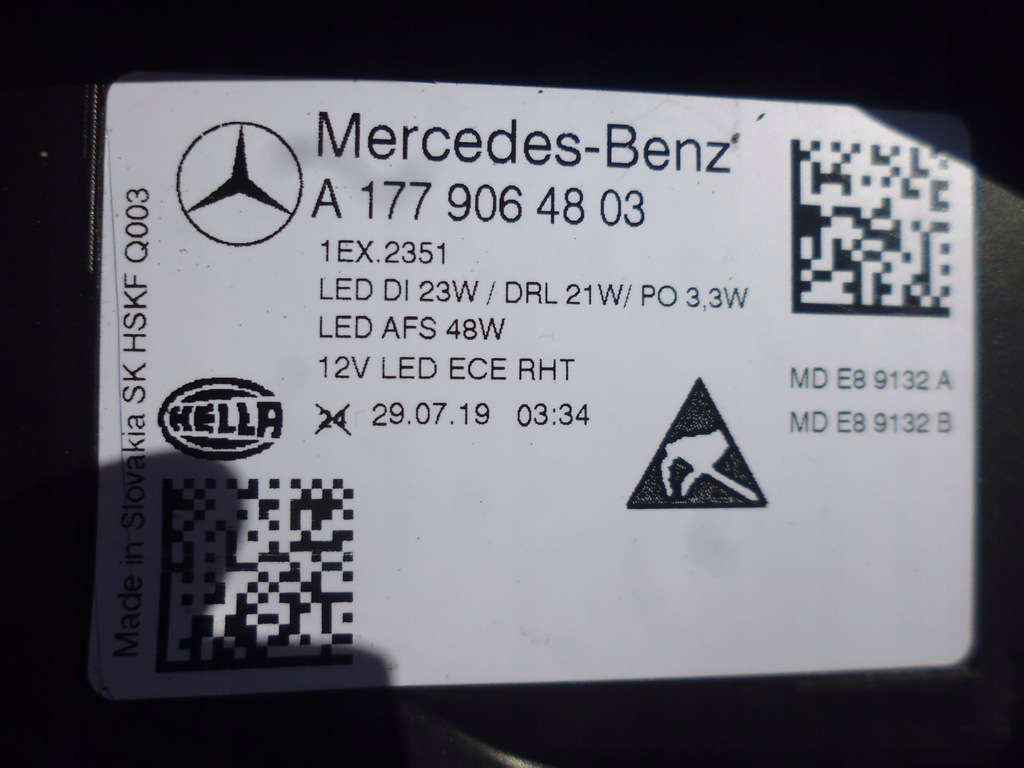 Mercedes-Benz
A 177 906 48 03
1EX.2351
LED DI 23W / DRL 21W/ PO 3,3W
LED AFS 48W
12V LED ECE RHT
HELLA
24 29.07.19 03:34
MD E8 9132 A
MD E8 9132 B
Made in Slovakia SK HSKF Q003